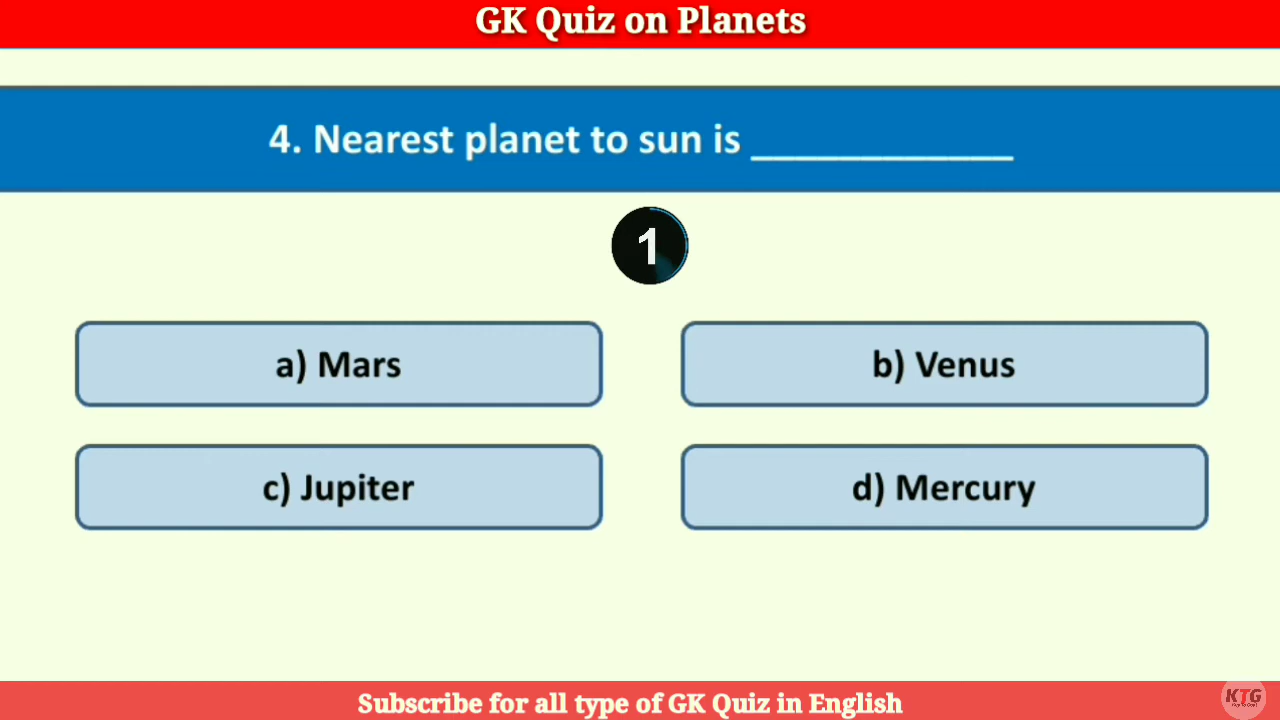 GK Quiz on Planets
4. Nearest planet to sun is _____________
1
a) Mars
b) Venus
c) Jupiter
d) Mercury
Subscribe for all type of GK Quiz in English
KTG